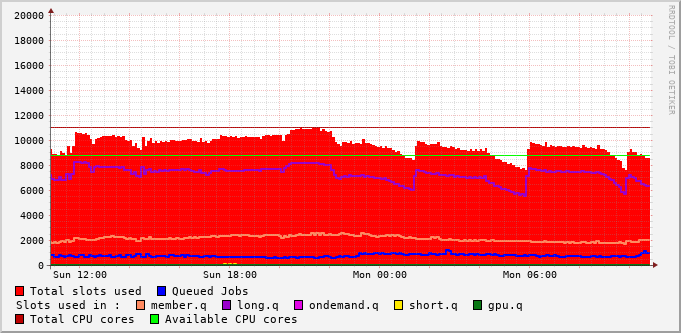 20000
18000
16000
14000
12000
10000
8000
6000
4000
2000
0
Sun 12:00 Sun 18:00 Mon 00:00 Mon 06:00
RRDTOOL / TOBI OETIKER
Total slots used Queued Jobs
Slots used in : member.q long.q ondemand.q short.q gpu.q
Total CPU cores Available CPU cores